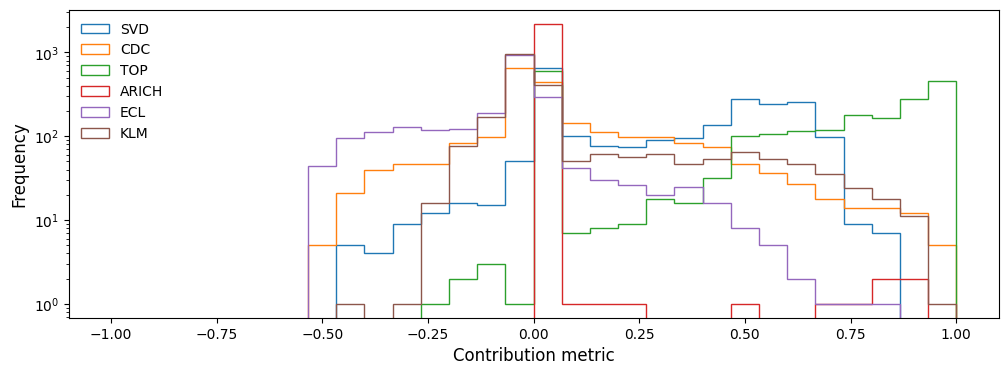 SVD
CDC
TOP
ARICH
ECL
KLM
Frequency
10³
10²
10¹
10⁰
−1.00 −0.75 −0.50 −0.25 0.00 0.25 0.50 0.75 1.00
Contribution metric